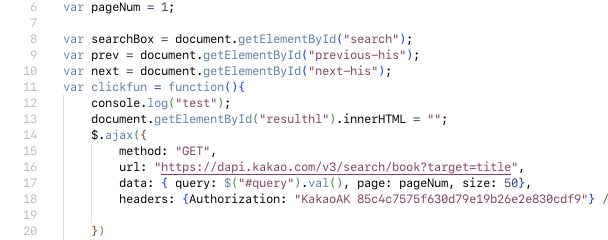 6 var pageNum = 1;
7
8 var searchBox = document.getElementById("search");
9 var prev = document.getElementById("previous-his");
10 var next = document.getElementById("next-his");
11 var clickfun = function(){
12 console.log("test");
13 document.getElementById("resulthl").innerHTML = "";
14 $.ajax({
15 method: "GET",
16 url: "https://dapi.kakao.com/v3/search/book?target=title",
17 data: { query: $("#query").val(), page: pageNum, size: 50},
18 headers: {Authorization: "KakaoAK 85c4c7575f630d79e19b26e2e830cdf9"} /
19
20 })